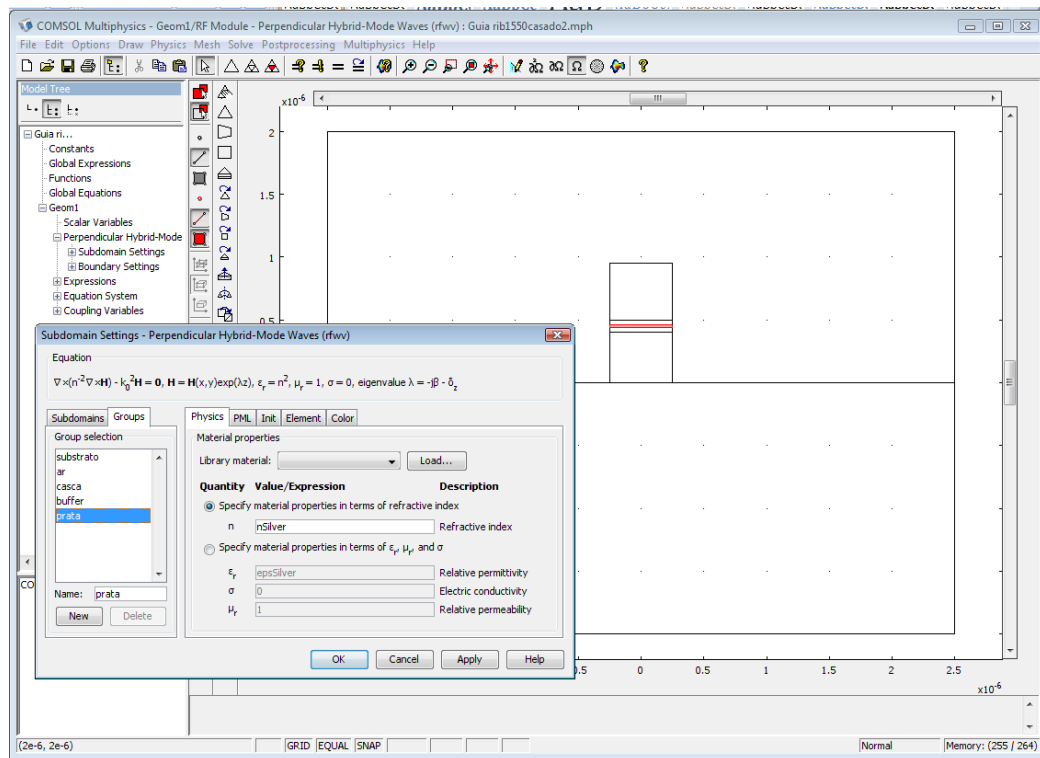 COMSOL Multiphysics - Geom1/RF Module - Perpendicular Hybrid-Mode Waves (rfwv) : Guia rib1550casado2.mph
File Edit Options Draw Physics Mesh Solve Postprocessing Multiphysics Help
Model Tree
Guia ri...
Constants
Global Expressions
Functions
Global Equations
Geom1
Scalar Variables
Perpendicular Hybrid-Mode
Subdomain Settings
Boundary Settings
Expressions
Equation System
Coupling Variables
x10⁻⁶
2
1.5
1
0.5
Subdomain Settings - Perpendicular Hybrid-Mode Waves (rfwv)
Equation
∇×(n⁻²∇×H) - k₀²H = 0, H = H(x,y)exp(λz), εᵣ = n², μᵣ = 1, σ = 0, eigenvalue λ = -jβ - δ_z
Subdomains Groups
Group selection
substrato
ar
casca
buffer
prata
Name: prata
New Delete
Physics PML Init Element Color
Material properties
Library material: Load...
Quantity Value/Expression Description
Specify material properties in terms of refractive index
n nSilver Refractive index
Specify material properties in terms of εᵣ, μᵣ, and σ
εᵣ epsSilver Relative permittivity
σ 0 Electric conductivity
μᵣ 1 Relative permeability
OK Cancel Apply Help
CO
0.5 0 0.5 1 1.5 2 2.5
x10⁻⁶
(2e-6, 2e-6) GRID EQUAL SNAP Normal Memory: (255 / 264)